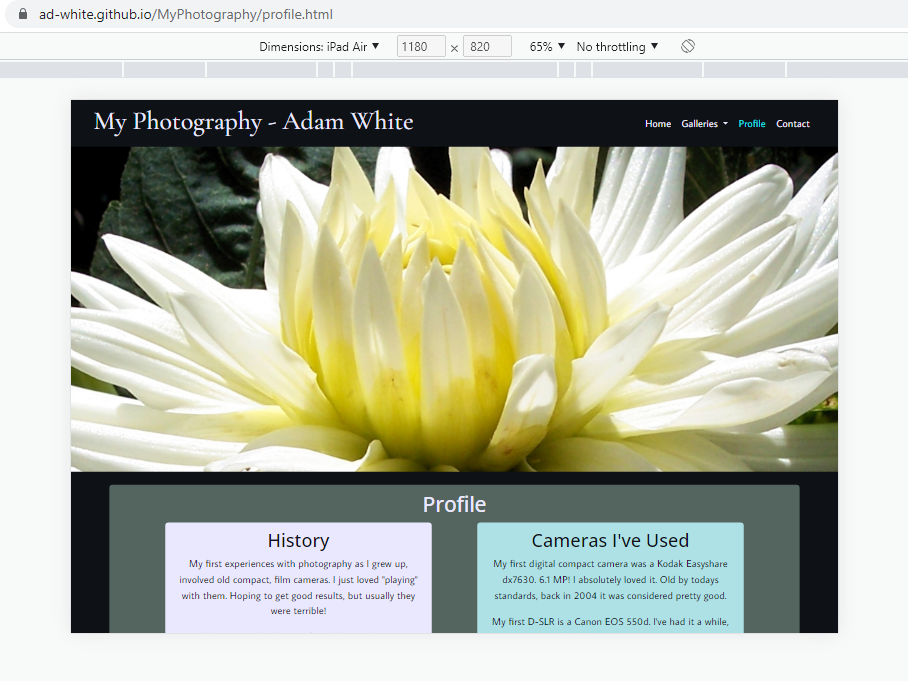 ad-white.github.io/MyPhotography/profile.html
Dimensions: iPad Air ▼ 1180 × 820 65% ▼ No throttling ▼
My Photography - Adam White
Home Galleries Profile Contact
Profile
History
My first experiences with photography as I grew up,
involved old compact, film cameras. I just loved "playing"
with them. Hoping to get good results, but usually they
were terrible!
Cameras I've Used
My first digital compact camera was a Kodak Easyshare
dx7630. 6.1 MP! I absolutely loved it. Old by todays
standards, back in 2004 it was considered pretty good.
My first D-SLR is a Canon EOS 550d. I've had it a while,